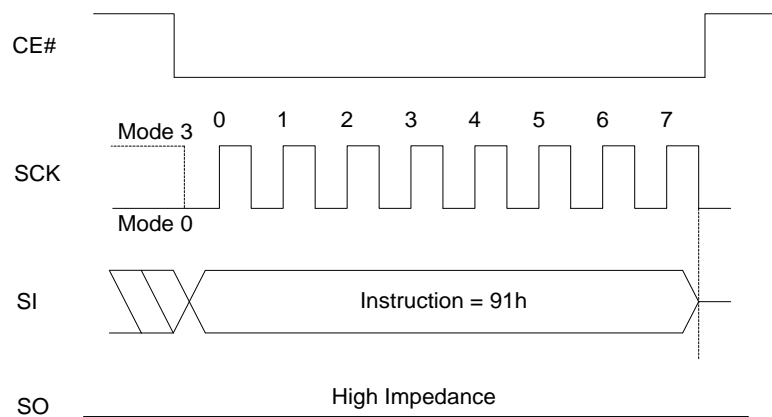 CE#
0 1 2 3 4 5 6 7
Mode 3
SCK
Mode 0
SI
Instruction = 91h
High Impedance
SO